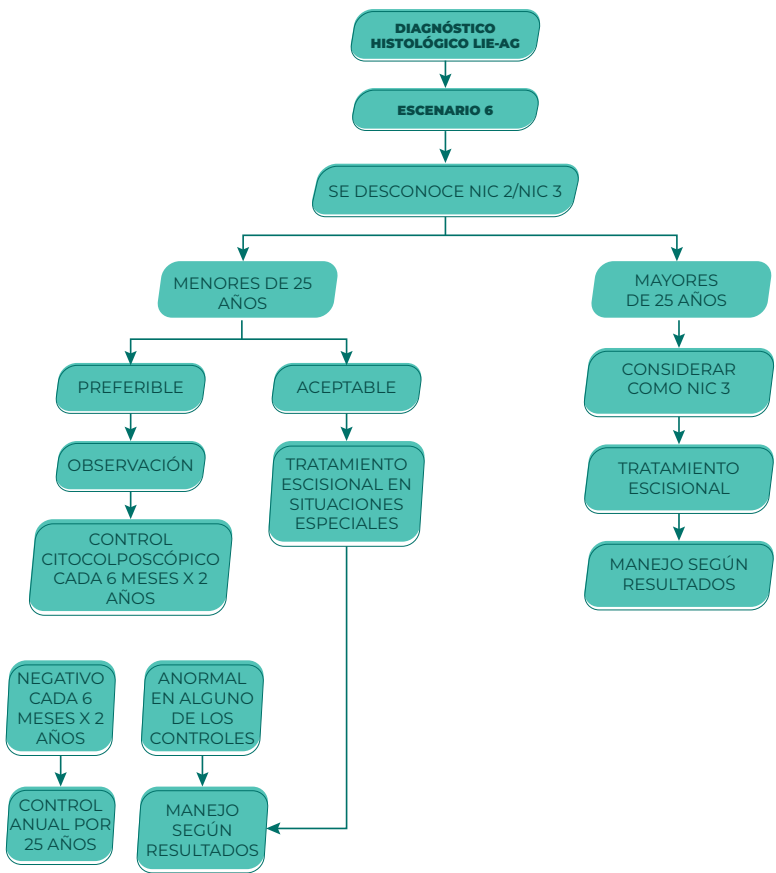 DIAGNÓSTICO
HISTOLÓGICO LIE-AG
ESCENARIO 6
SE DESCONOCE NIC 2/NIC 3
MENORES DE 25
AÑOS
MAYORES
DE 25 AÑOS
PREFERIBLE
ACEPTABLE
CONSIDERAR
COMO NIC 3
OBSERVACIÓN
TRATAMIENTO
ESCISIONAL EN
SITUACIONES
ESPECIALES
TRATAMIENTO
ESCISIONAL
CONTROL
CITOCOLPOSCÓPICO
CADA 6 MESES X 2
AÑOS
MANEJO SEGÚN
RESULTADOS
NEGATIVO
CADA 6
MESES X 2
AÑOS
ANORMAL
EN ALGUNO
DE LOS
CONTROLES
CONTROL
ANUAL POR
25 AÑOS
MANEJO
SEGÚN
RESULTADOS